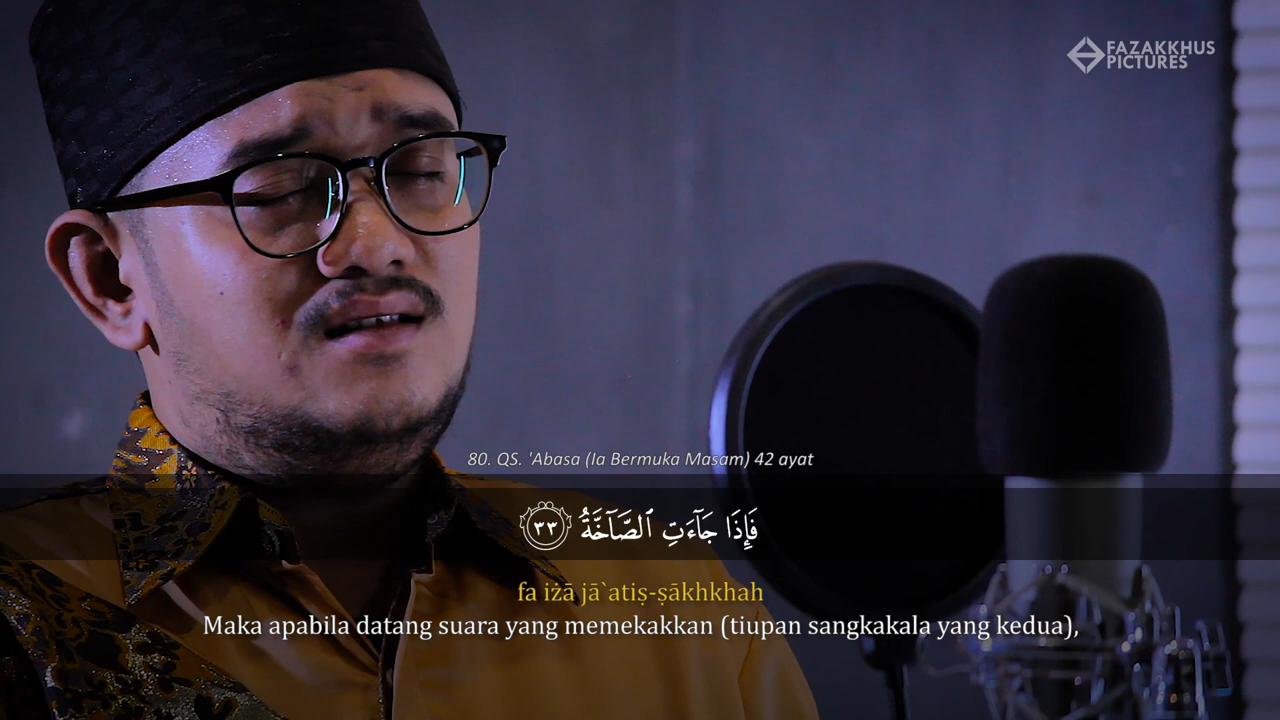 FAZAKKHUS
PICTURES
80. QS. 'Abasa (Ia Bermuka Masam) 42 ayat
فَإِذَا جَآءَتِ ٱلصَّآخَّةُ ٣٣
fa iżā jā`atiṣ-ṣākhkhah
Maka apabila datang suara yang memekakkan (tiupan sangkakala yang kedua),